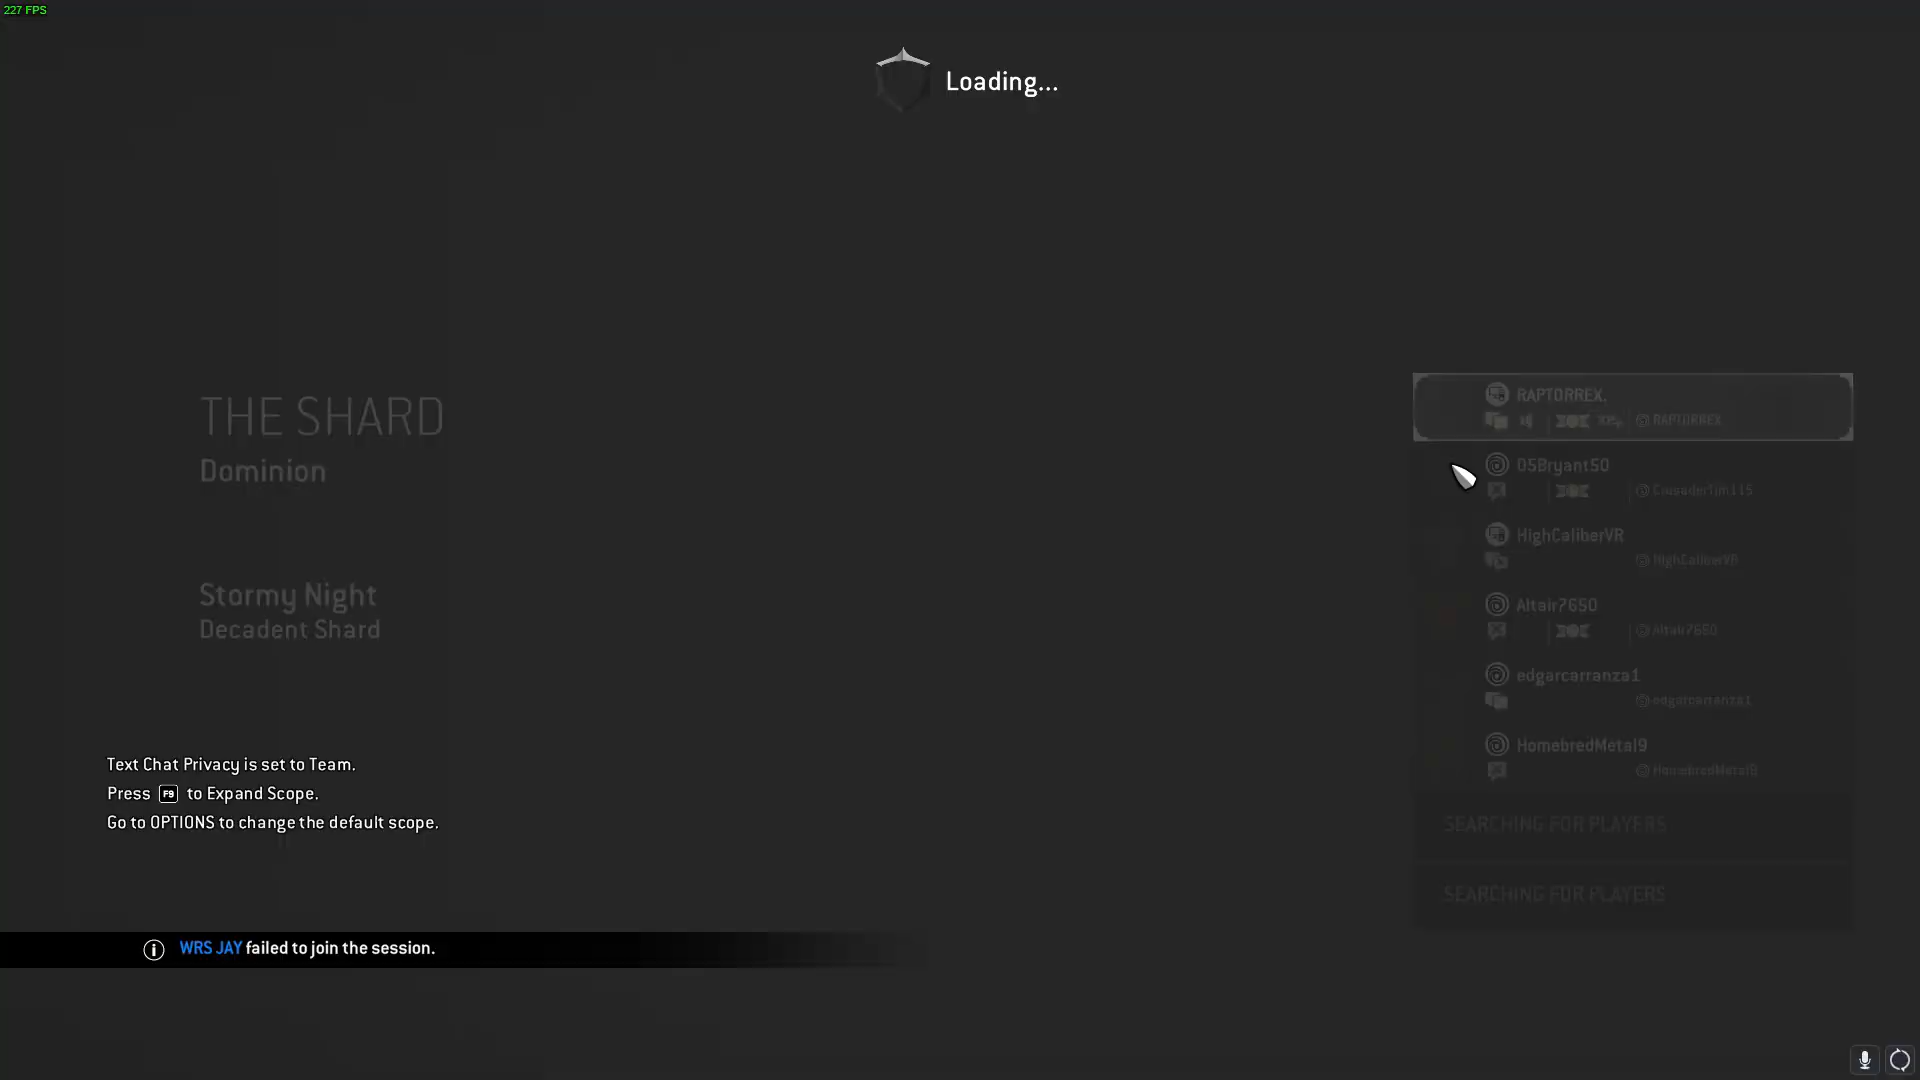 227 FPS
Loading...
THE SHARD
Dominion
Stormy Night
Decadent Shard
RAPTORREX.
RAPTORREX
05Bryant50
CrusaderTim115
HighCaliberVR
HighCaliberVR
Altair7650
Altair7650
edgarcarranza1
edgarcarranza1
HomebredMetal9
HomebredMetal9
SEARCHING FOR PLAYERS
SEARCHING FOR PLAYERS
Text Chat Privacy is set to Team.
Press F9 to Expand Scope.
Go to OPTIONS to change the default scope.
WRS JAY failed to join the session.